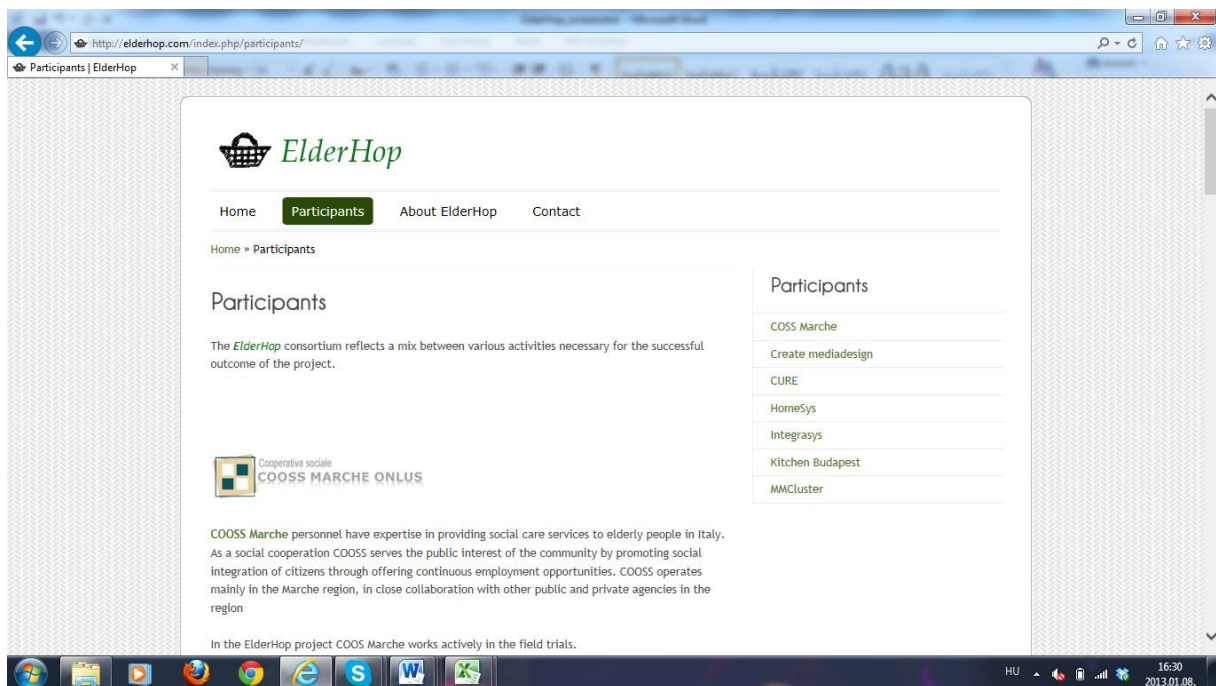 http://elderhop.com/index.php/participants/
Participants | ElderHop
ElderHop
Home Participants About ElderHop Contact
Home » Participants
Participants
The ElderHop consortium reflects a mix between various activities necessary for the successful
outcome of the project.
Cooperativa sociale
COOSS MARCHE ONLUS
COOSS Marche personnel have expertise in providing social care services to elderly people in Italy.
As a social cooperation COOSS serves the public interest of the community by promoting social
integration of citizens through offering continuous employment opportunities. COOSS operates
mainly in the Marche region, in close collaboration with other public and private agencies in the
region
In the ElderHop project COOS Marche works actively in the field trials.
Participants
COSS Marche
Create mediadesign
CURE
HomeSys
Integrasys
Kitchen Budapest
MMCluster
HU
16:30
2013.01.08.